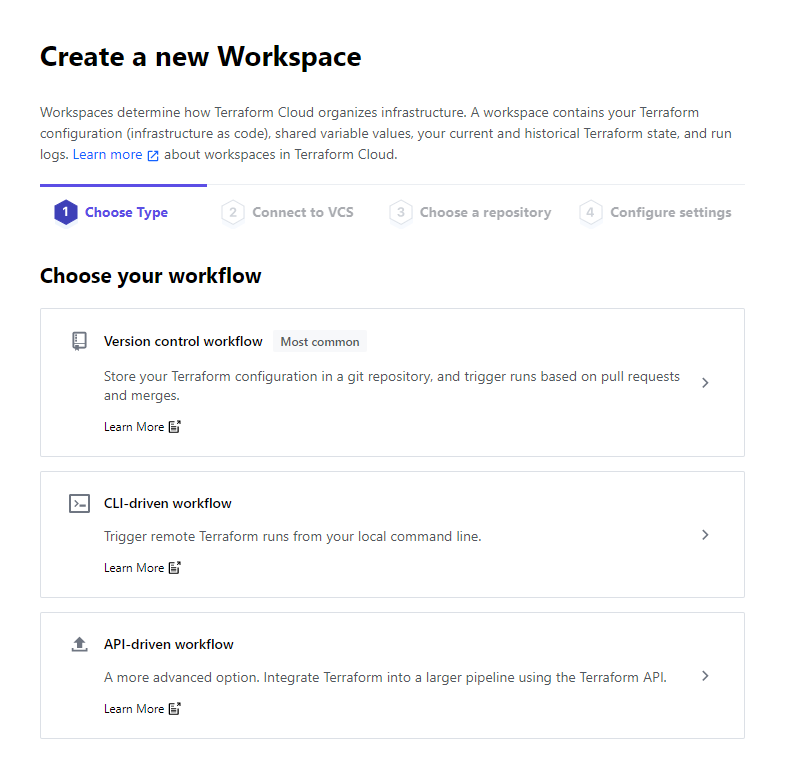 Create a new Workspace
Workspaces determine how Terraform Cloud organizes infrastructure. A workspace contains your Terraform
configuration (infrastructure as code), shared variable values, your current and historical Terraform state, and run
logs. Learn more about workspaces in Terraform Cloud.
1 Choose Type 2 Connect to VCS 3 Choose a repository 4 Configure settings
Choose your workflow
Version control workflow Most common
Store your Terraform configuration in a git repository, and trigger runs based on pull requests
and merges.
Learn More
CLI-driven workflow
Trigger remote Terraform runs from your local command line.
Learn More
API-driven workflow
A more advanced option. Integrate Terraform into a larger pipeline using the Terraform API.
Learn More